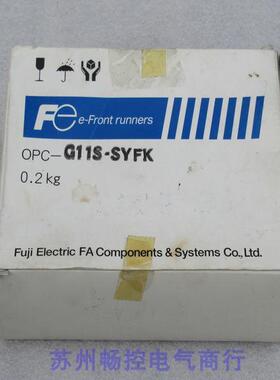 Fe e-Front runners
OPC-G11S-SYFK
0.2kg
Fuji Electric FA Components & Systems Co.,Ltd.
苏州畅控电气商行